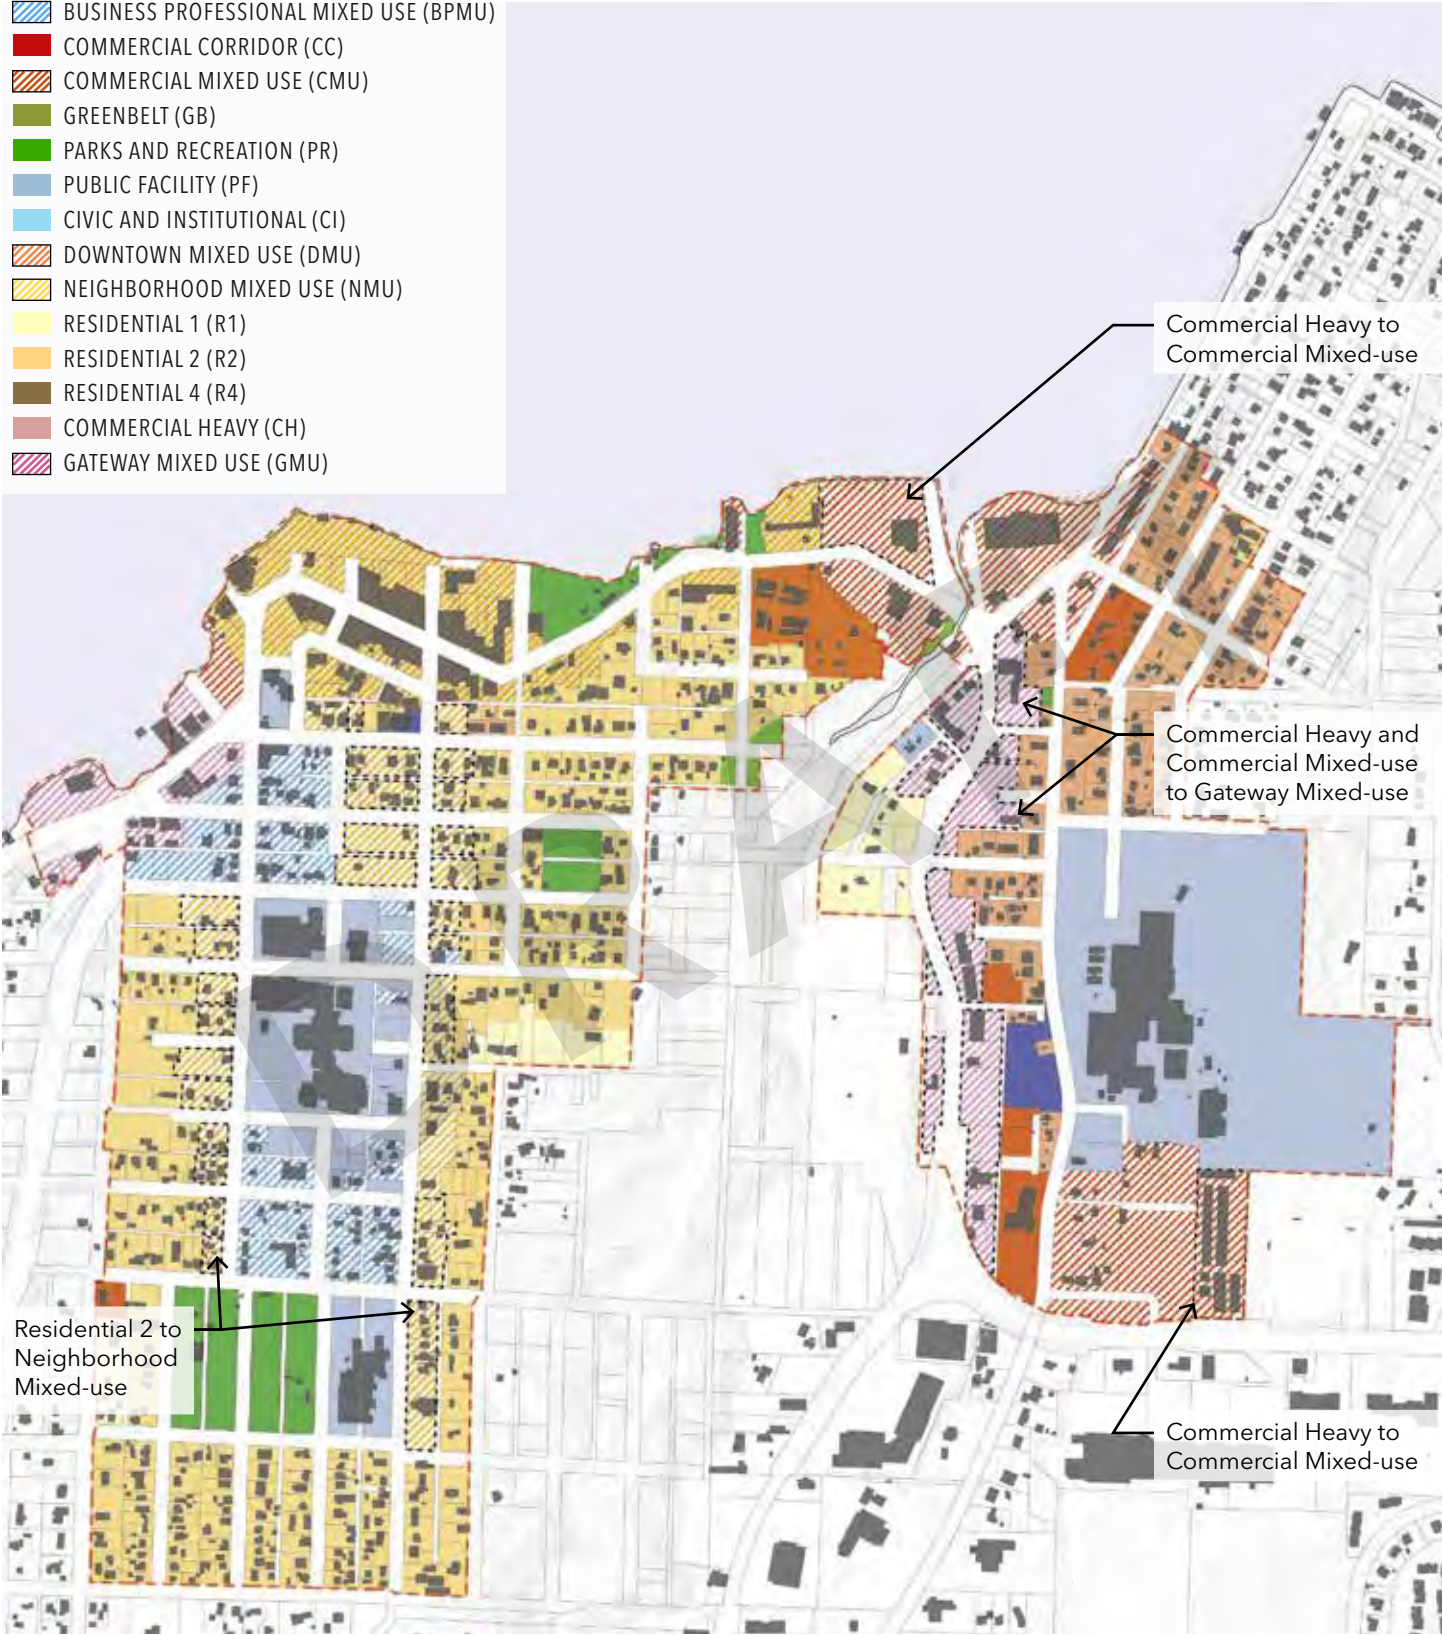 BUSINESS PROFESSIONAL MIXED USE (BPMU)
COMMERCIAL CORRIDOR (CC)
COMMERCIAL MIXED USE (CMU)
GREENBELT (GB)
PARKS AND RECREATION (PR)
PUBLIC FACILITY (PF)
CIVIC AND INSTITUTIONAL (CI)
DOWNTOWN MIXED USE (DMU)
NEIGHBORHOOD MIXED USE (NMU)
RESIDENTIAL 1 (R1)
RESIDENTIAL 2 (R2)
RESIDENTIAL 4 (R4)
COMMERCIAL HEAVY (CH)
GATEWAY MIXED USE (GMU)
Commercial Heavy to
Commercial Mixed-use
Commercial Heavy and
Commercial Mixed-use
to Gateway Mixed-use
Residential 2 to
Neighborhood
Mixed-use
Commercial Heavy to
Commercial Mixed-use
DRAFT